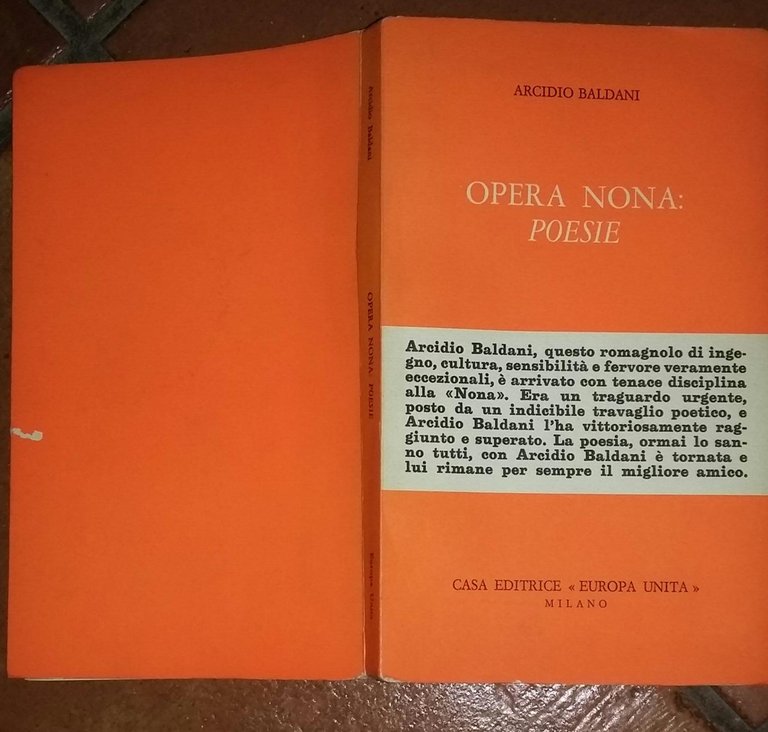 ARCIDIO BALDANI
OPERA NONA:
POESIE
Arcidio Baldani, questo romagnolo di inge-
gno, cultura, sensibilità e fervore veramente
eccezionali, è arrivato con tenace disciplina
alla «Nona». Era un traguardo urgente,
posto da un indicibile travaglio poetico, e
Arcidio Baldani l'ha vittoriosamente rag-
giunto e superato. La poesia, ormai lo san-
no tutti, con Arcidio Baldani è tornata e
lui rimane per sempre il migliore amico.
CASA EDITRICE « EUROPA UNITA »
MILANO
Arcidio Baldani
OPERA NONA: POESIE
Europa Unita